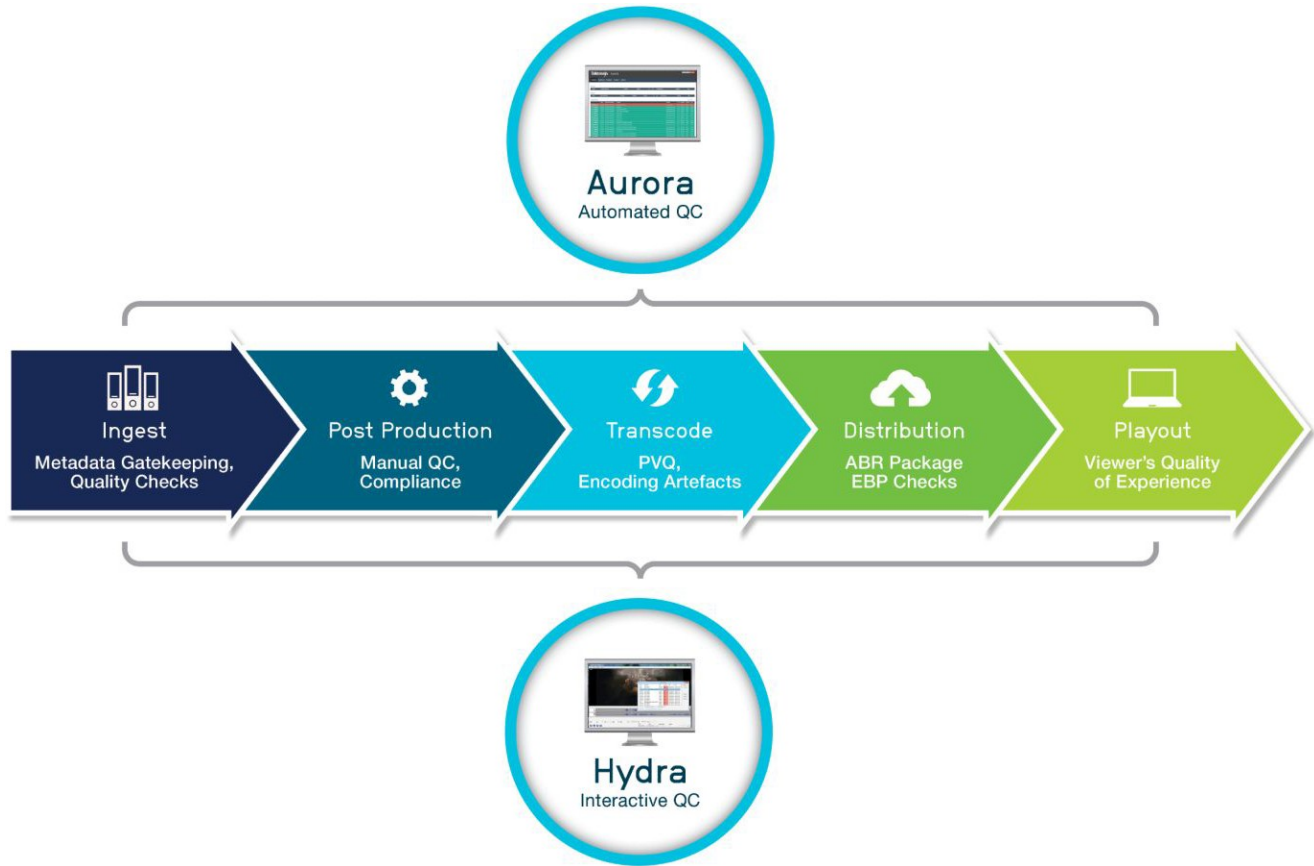 Aurora
Automated QC
Ingest
Metadata Gatekeeping,
Quality Checks
Post Production
Manual QC,
Compliance
Transcode
PVQ,
Encoding Artefacts
Distribution
ABR Package
EBP Checks
Playout
Viewer's Quality
of Experience
Hydra
Interactive QC